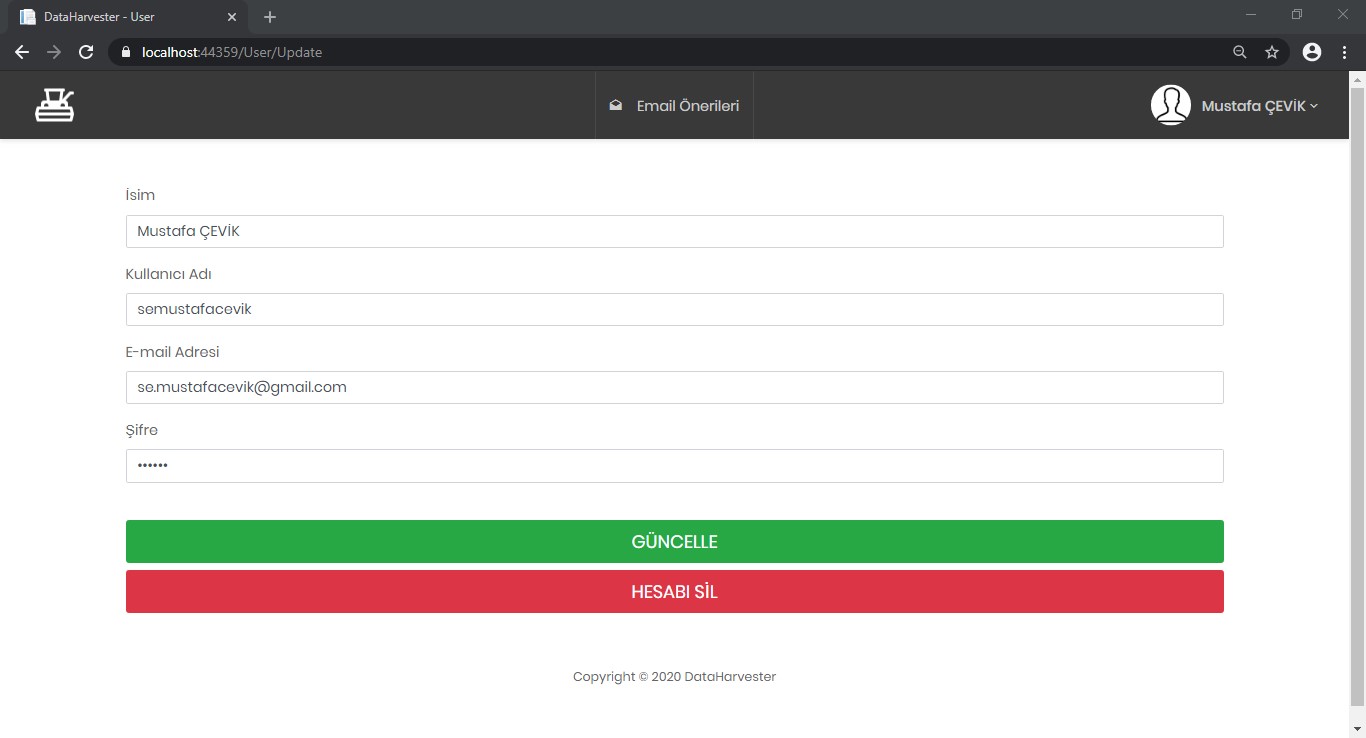 DataHarvester - User
localhost:44359/User/Update
Email Önerileri
Mustafa ÇEVİK
İsim
Mustafa ÇEVİK
Kullanıcı Adı
semustafacevik
E-mail Adresi
se.mustafacevik@gmail.com
Şifre
••••••
GÜNCELLE
HESABI SİL
Copyright © 2020 DataHarvester